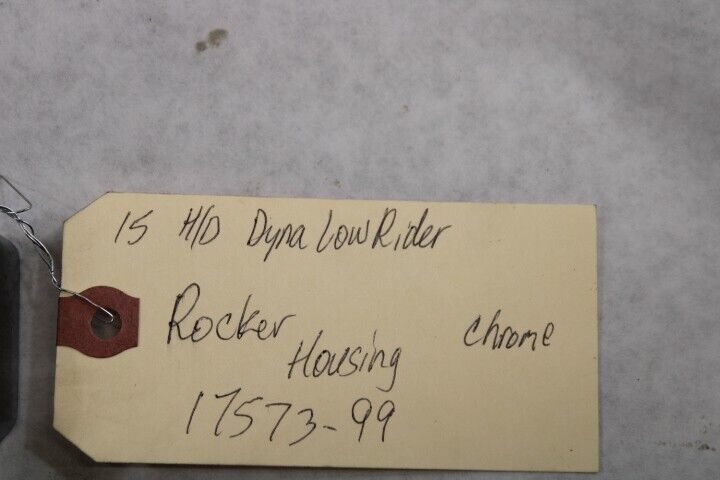 15 H/D Dyna Low Rider
Rocker
Housing
chrome
17573-99